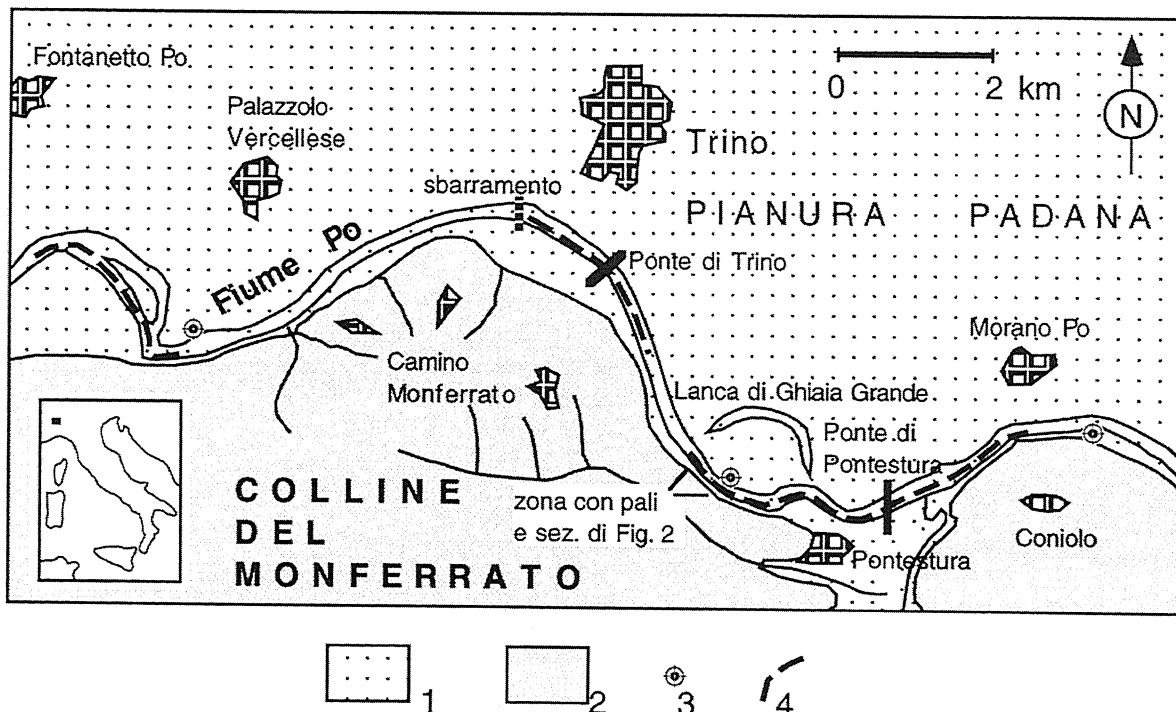 Fontanetto Po
Palazzolo
Vercellese
0 2 km
N
Trino
sbarramento
PIANURA PADANA
Fiume Po
Ponte di Trino
Morano Po
Camino
Monferrato
Lanca di Ghiaia Grande
Ponte di
Pontestura
COLLINE
DEL
MONFERRATO
zona con pali
e sez. di Fig. 2
Coniolo
Pontestura
1 2 3 4